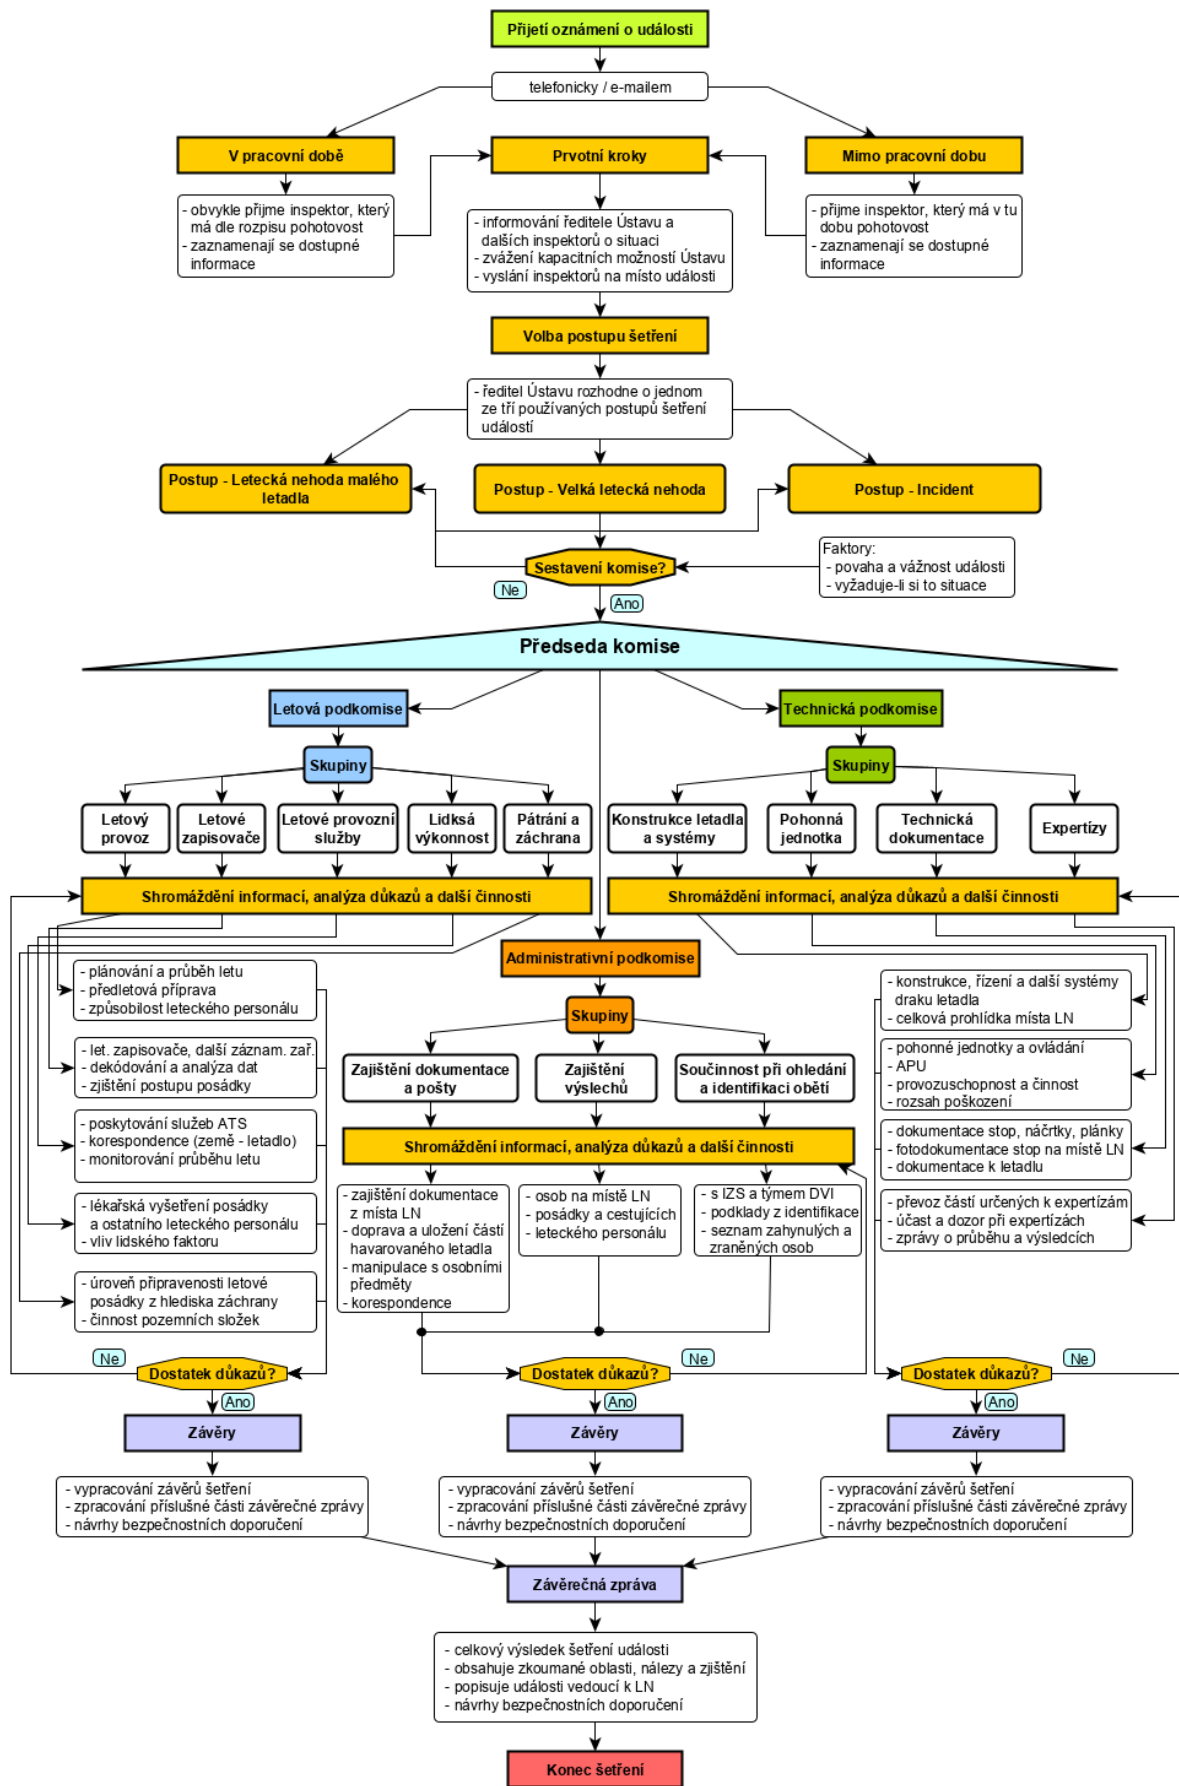 Přijetí oznámení o události
telefonicky / e-mailem
V pracovní době
Prvotní kroky
Mimo pracovní dobu
- obvykle přijme inspektor, který
má dle rozpisu pohotovost
- zaznamenají se dostupné
informace
- informování ředitele Ústavu a
dalších inspektorů o situaci
- zvážení kapacitních možností Ústavu
- vyslání inspektorů na místo události
- přijme inspektor, který má v tu
dobu pohotovost
- zaznamenají se dostupné
informace
Volba postupu šetření
- ředitel Ústavu rozhodne o jednom
ze tří používaných postupů šetření
událostí
Postup - Letecká nehoda malého
letadla
Postup - Velká letecká nehoda
Postup - Incident
Sestavení komise?
Faktory:
- povaha a vážnost události
- vyžaduje-li si to situace
Ne
Ano
Předseda komise
Letová podkomise
Technická podkomise
Skupiny
Skupiny
Letový
provoz
Letové
zapisovače
Letové provozní
služby
Lidksá
výkonnost
Pátrání a
záchrana
Konstrukce letadla
a systémy
Pohonná
jednotka
Technická
dokumentace
Expertízy
Shromáždění informací, analýza důkazů a další činnosti
Shromáždění informací, analýza důkazů a další činnosti
Administrativní podkomise
- plánování a průběh letu
- předletová příprava
- způsobilost leteckého personálu
- let. zapisovače, další záznam. zař.
- dekódování a analýza dat
- zjištění postupu posádky
- poskytování služeb ATS
- korespondence (země - letadlo)
- monitorování průběhu letu
- lékařská vyšetření posádky
a ostatního leteckého personálu
- vliv lidského faktoru
- úroveň připravenosti letové
posádky z hlediska záchrany
- činnost pozemních složek
Skupiny
Zajištění dokumentace
a pošty
Zajištění
výslechů
Součinnost při ohledání
a identifikaci obětí
Shromáždění informací, analýza důkazů a další činnosti
- zajištění dokumentace
z místa LN
- doprava a uložení částí
havarovaného letadla
- manipulace s osobními
předměty
- korespondence
- osob na místě LN
- posádky a cestujících
- leteckého personálu
- s IZS a týmem DVI
- podklady z identifikace
- seznam zahynulých a
zraněných osob
- konstrukce, řízení a další systémy
draku letadla
- celková prohlídka místa LN
- pohonné jednotky a ovládání
- APU
- provozuschopnost a činnost
- rozsah poškození
- dokumentace stop, náčrtky, plánky
- fotodokumentace stop na místě LN
- dokumentace k letadlu
- převoz částí určených k expertízám
- účast a dozor při expertízách
- zprávy o průběhu a výsledcích
Ne
Dostatek důkazů?
Ano
Dostatek důkazů?
Ne
Ano
Dostatek důkazů?
Ne
Ano
Závěry
Závěry
Závěry
- vypracování závěrů šetření
- zpracování příslušné části závěrečné zprávy
- návrhy bezpečnostních doporučení
- vypracování závěrů šetření
- zpracování příslušné části závěrečné zprávy
- návrhy bezpečnostních doporučení
- vypracování závěrů šetření
- zpracování příslušné části závěrečné zprávy
- návrhy bezpečnostních doporučení
Závěrečná zpráva
- celkový výsledek šetření události
- obsahuje zkoumané oblasti, nálezy a zjištění
- popisuje události vedoucí k LN
- návrhy bezpečnostních doporučení
Konec šetření